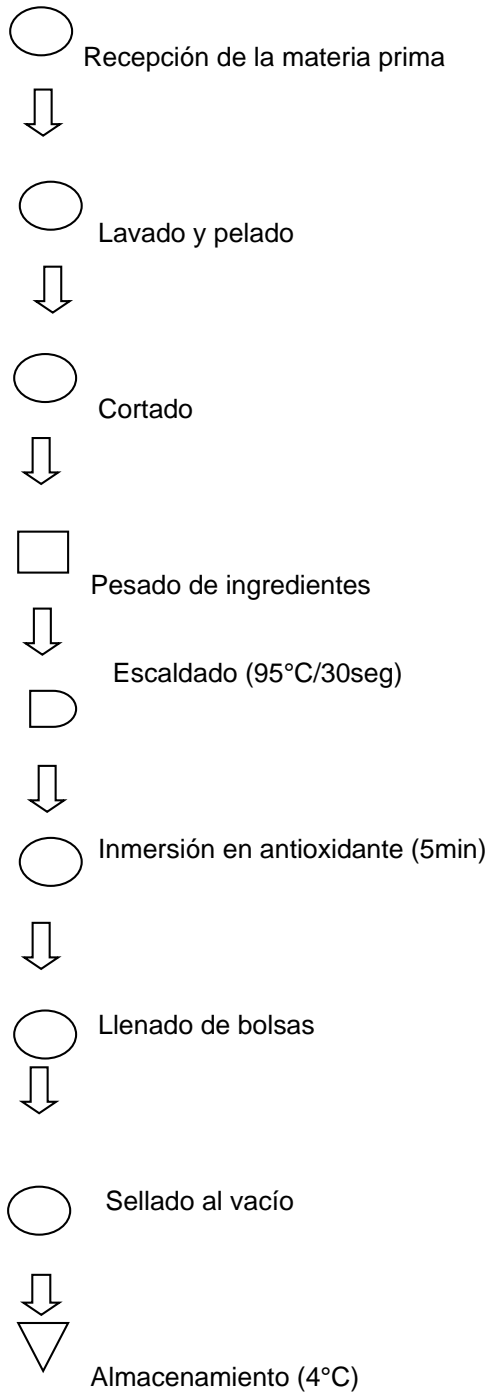 Recepción de la materia prima
Lavado y pelado
Cortado
Pesado de ingredientes
Escaldado (95°C/30seg)
Inmersión en antioxidante (5min)
Llenado de bolsas
Sellado al vacío
Almacenamiento (4°C)